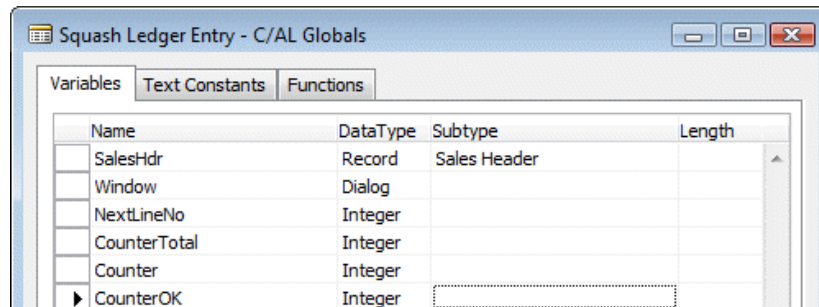 Squash Ledger Entry - C/AL Globals
Variables Text Constants Functions
Name DataType Subtype Length
SalesHdr Record Sales Header
Window Dialog
NextLineNo Integer
CounterTotal Integer
Counter Integer
CounterOK Integer